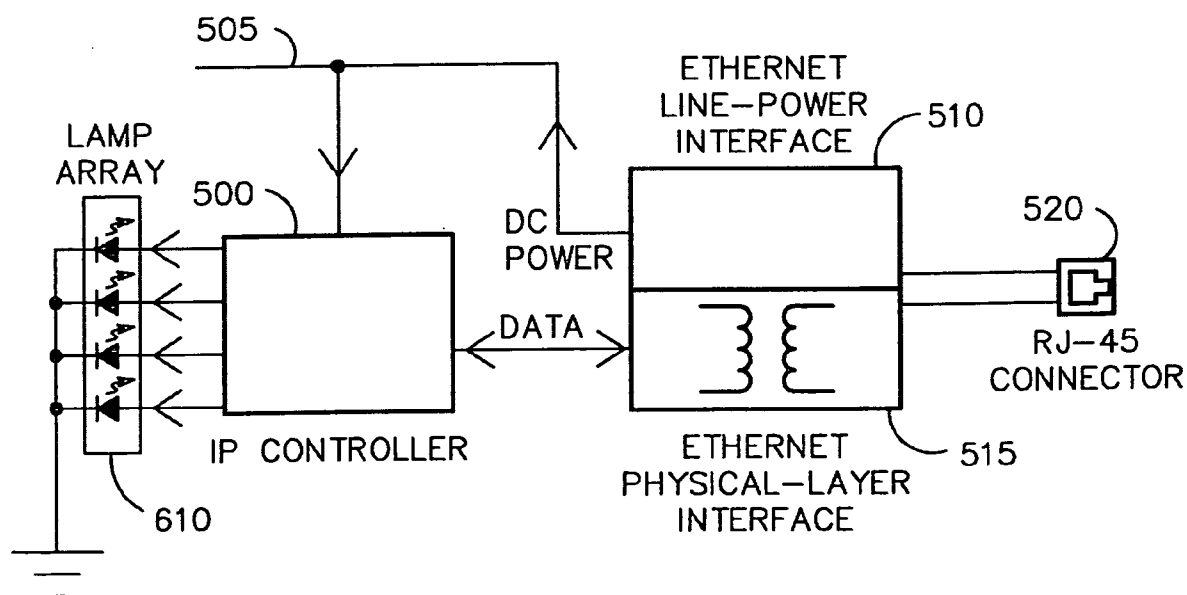 505
ETHERNET
LINE-POWER
INTERFACE
510
LAMP
ARRAY
500
520
DC
POWER
DATA
RJ-45
CONNECTOR
IP CONTROLLER
ETHERNET
PHYSICAL-LAYER
INTERFACE
515
610